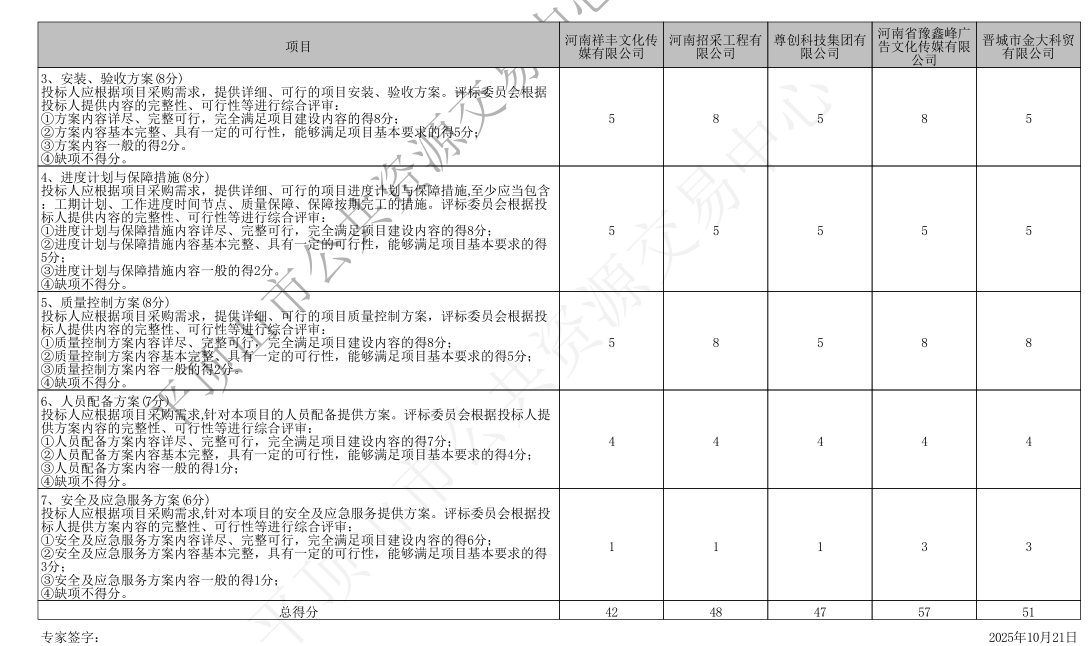 项目
河南祥丰文化传
媒有限公司
河南招采工程有
限公司
尊创科技集团有
限公司
河南省豫鑫峰广
告文化传媒有限
公司
晋城市金大科贸
有限公司
3、安装、验收方案(8分)
投标人应根据项目采购需求，提供详细、可行的项目安装、验收方案。评标委员会根据
投标人提供内容的完整性、可行性等进行综合评审：
①方案内容详尽、完整可行，完全满足项目建设内容的得8分；
②方案内容基本完整、具有一定的可行性，能够满足项目基本要求的得5分；
③方案内容一般的得2分。
④缺项不得分。
5 8 5 8 5
4、进度计划与保障措施(8分)
投标人应根据项目采购需求，提供详细、可行的项目进度计划与保障措施,至少应当包含
：工期计划、工作进度时间节点、质量保障、保障按期完工的措施。评标委员会根据投
标人提供内容的完整性、可行性等进行综合评审：
①进度计划与保障措施内容详尽、完整可行，完全满足项目建设内容的得8分；
②进度计划与保障措施内容基本完整、具有一定的可行性，能够满足项目基本要求的得
5分；
③进度计划与保障措施内容一般的得2分。
④缺项不得分。
5 5 5 5 5
5、质量控制方案(8分)
投标人应根据项目采购需求，提供详细、可行的项目质量控制方案，评标委员会根据投
标人提供内容的完整性、可行性等进行综合评审：
①质量控制方案内容详尽、完整可行，完全满足项目建设内容的得8分；
②质量控制方案内容基本完整、具有一定的可行性，能够满足项目基本要求的得5分；
③质量控制方案内容一般的得2分。
④缺项不得分。
5 8 5 8 8
6、人员配备方案(7分)
投标人应根据项目采购需求,针对本项目的人员配备提供方案。评标委员会根据投标人提
供方案内容的完整性、可行性等进行综合评审：
①人员配备方案内容详尽、完整可行，完全满足项目建设内容的得7分；
②人员配备方案内容基本完整，具有一定的可行性，能够满足项目基本要求的得4分；
③人员配备方案内容一般的得1分；
④缺项不得分。
4 4 4 4 4
7、安全及应急服务方案(6分)
投标人应根据项目采购需求,针对本项目的安全及应急服务提供方案。评标委员会根据投
标人提供方案内容的完整性、可行性等进行综合评审：
①安全及应急服务方案内容详尽、完整可行，完全满足项目建设内容的得6分；
②安全及应急服务方案内容基本完整，具有一定的可行性，能够满足项目基本要求的得
3分；
③安全及应急服务方案内容一般的得1分；
④缺项不得分。
1 1 1 3 3
总得分 42 48 47 57 51
专家签字：
2025年10月21日
平顶山市公共资源交易中心
平顶山市公共资源交易中心